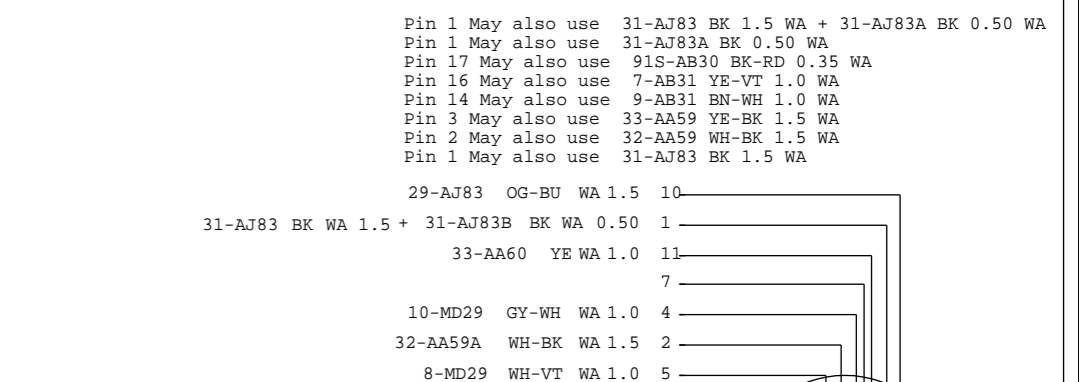 Pin 1 May also use 31-AJ83 BK 1.5 WA + 31-AJ83A BK 0.50 WA
Pin 1 May also use 31-AJ83A BK 0.50 WA
Pin 17 May also use 91S-AB30 BK-RD 0.35 WA
Pin 16 May also use 7-AB31 YE-VT 1.0 WA
Pin 14 May also use 9-AB31 BN-WH 1.0 WA
Pin 3 May also use 33-AA59 YE-BK 1.5 WA
Pin 2 May also use 32-AA59 WH-BK 1.5 WA
Pin 1 May also use 31-AJ83 BK 1.5 WA
29-AJ83 OG-BU WA 1.5 10
31-AJ83 BK WA 1.5 + 31-AJ83B BK WA 0.50 1
33-AA60 YE WA 1.0 11
7
10-MD29 GY-WH WA 1.0 4
32-AA59A WH-BK WA 1.5 2
8-MD29 WH-VT WA 1.0 5